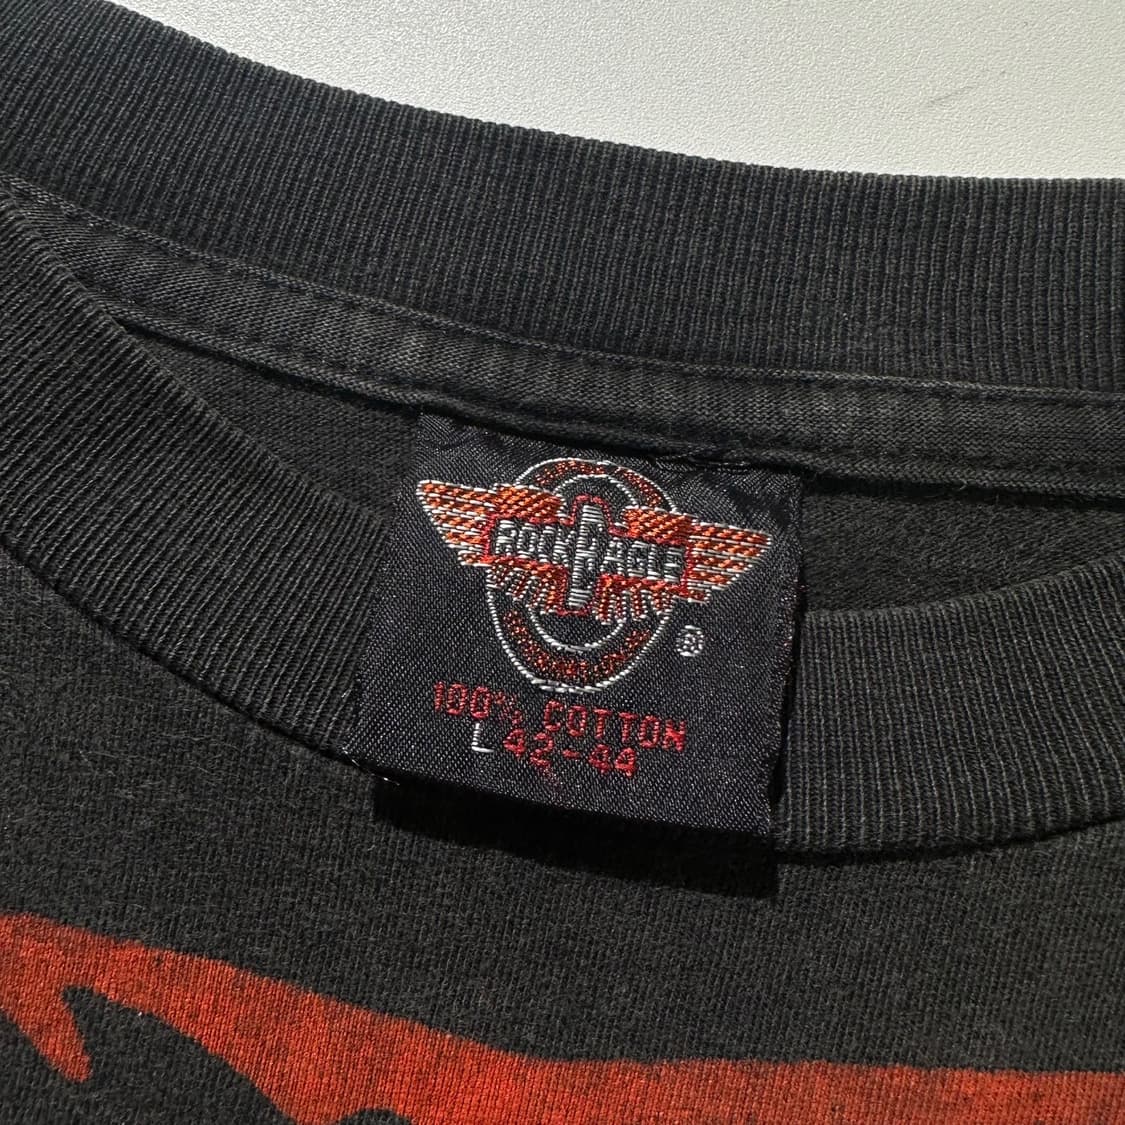 ROCK EAGLE
®
100% COTTON
L 42-44